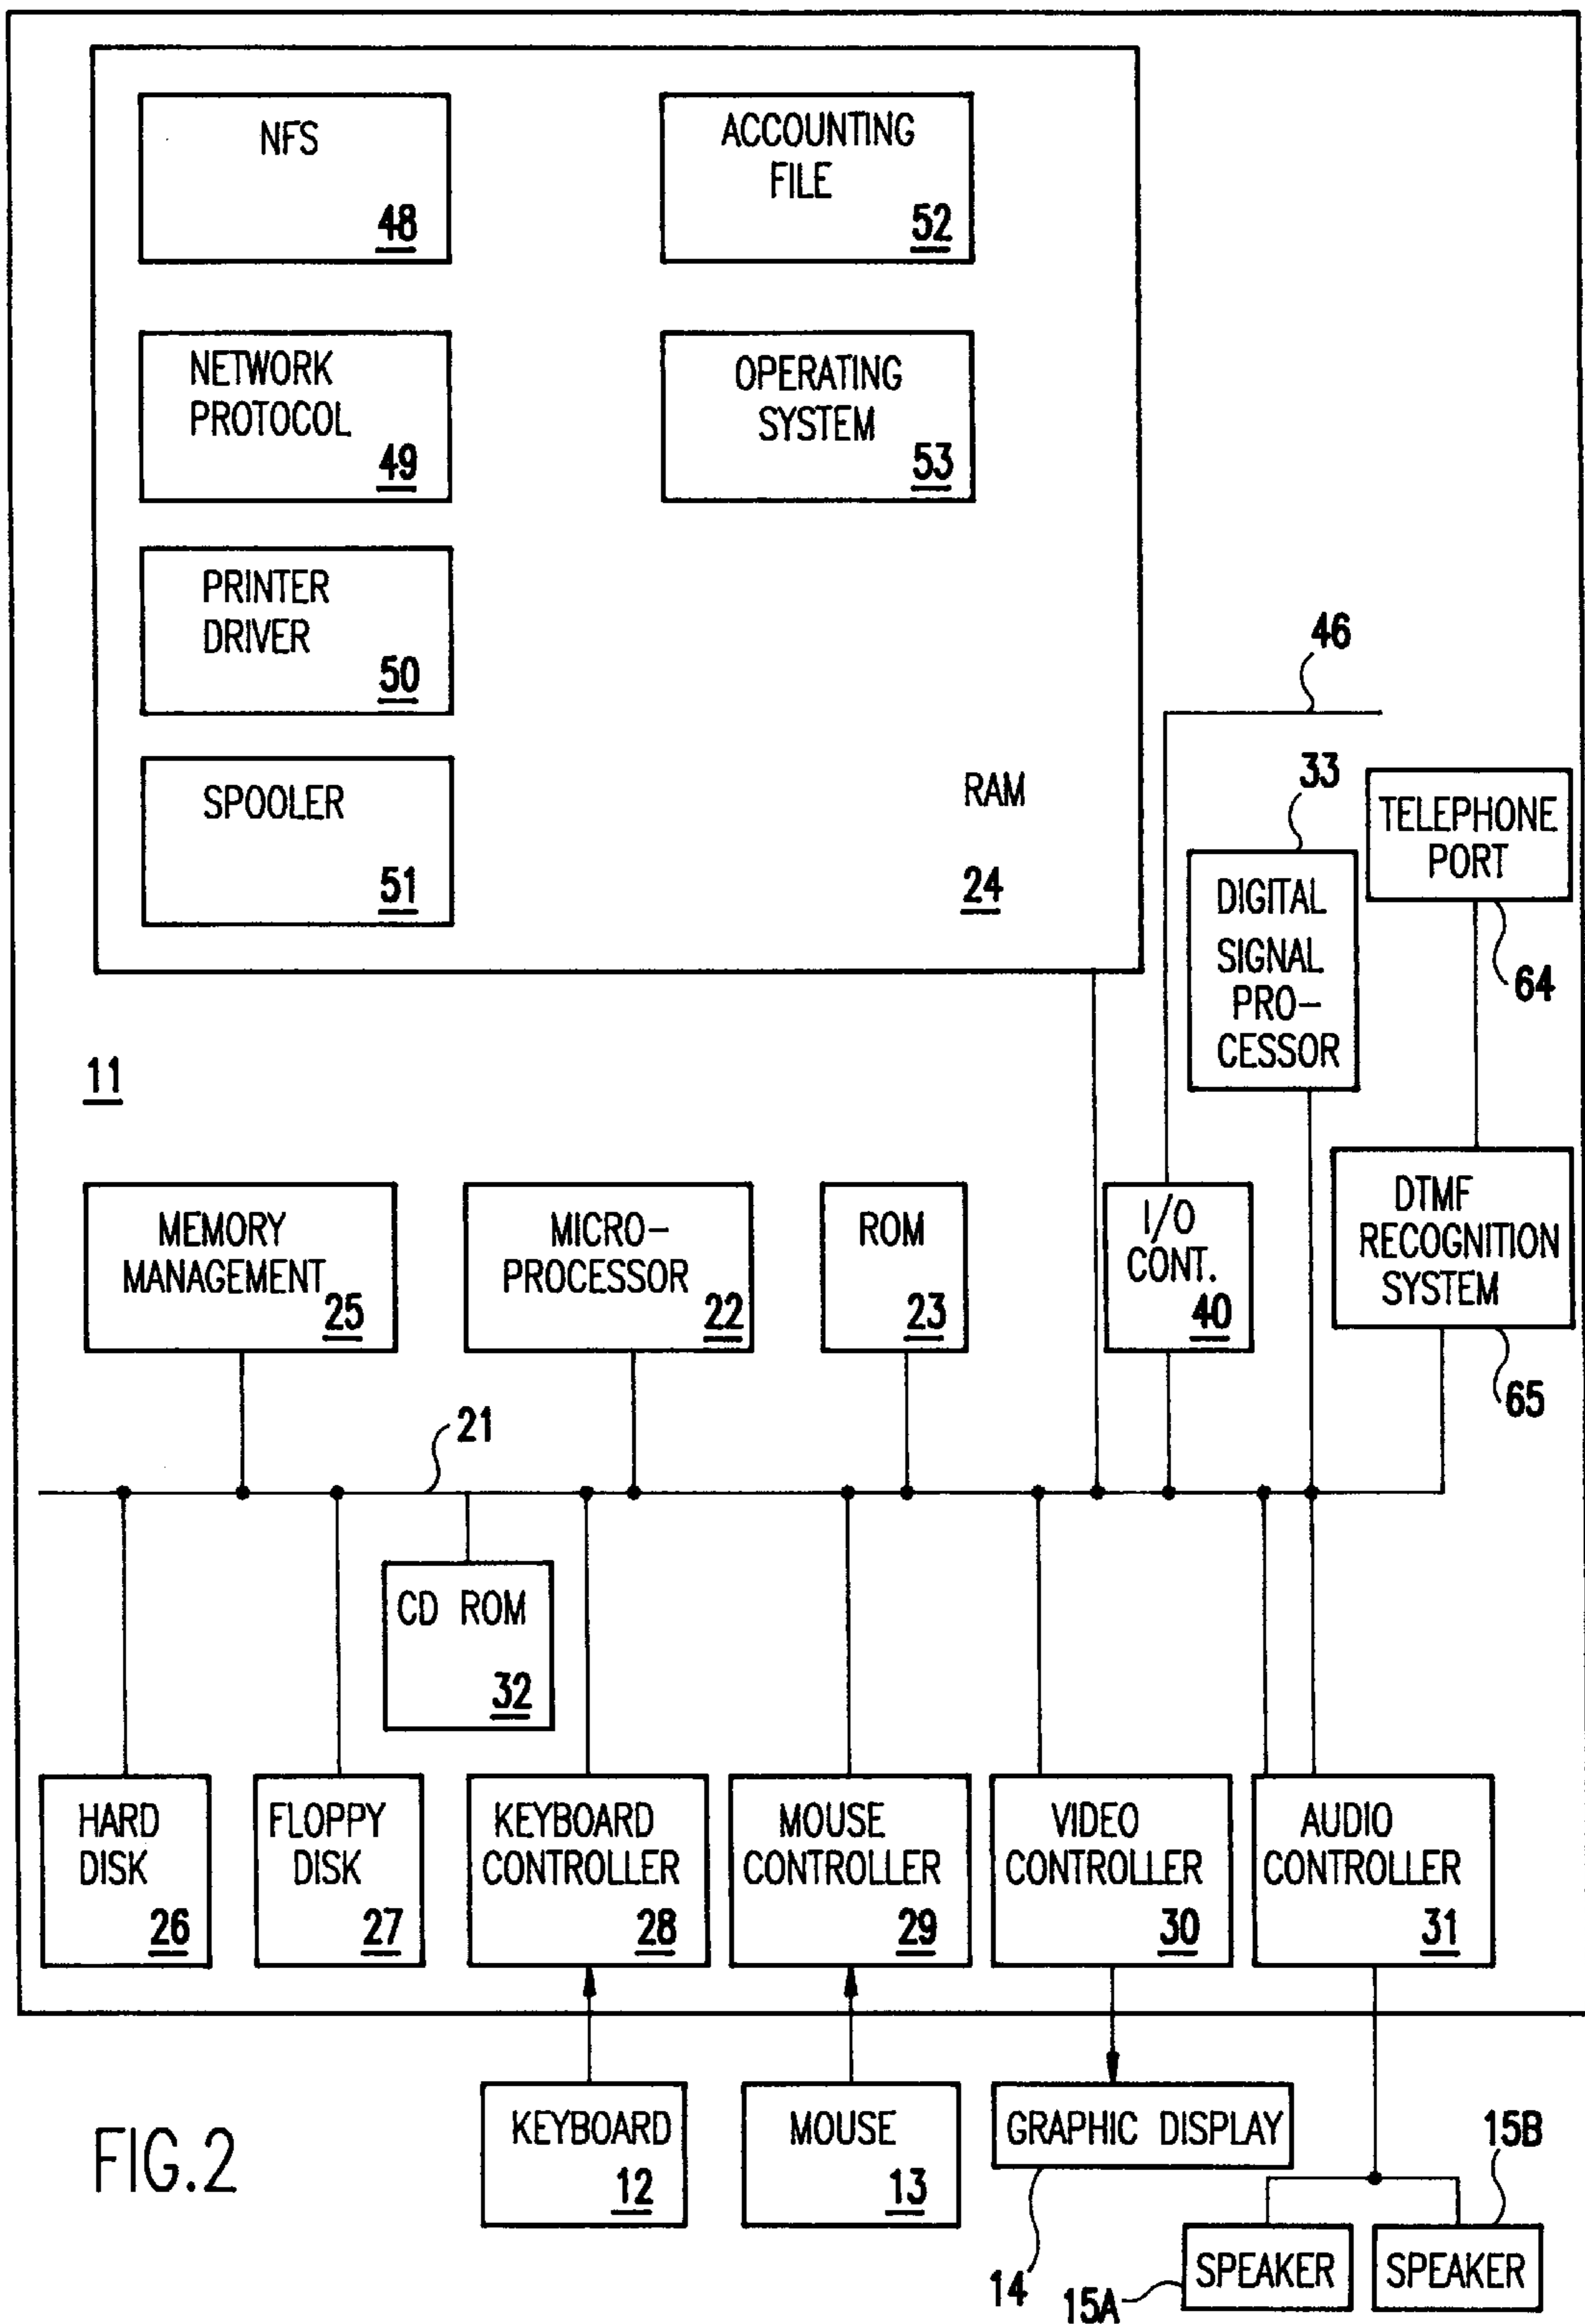 NFS
48
ACCOUNTING
FILE
52
NETWORK
PROTOCOL
49
OPERATING
SYSTEM
53
PRINTER
DRIVER
50
SPOOLER
51
RAM
24
46
33
TELEPHONE
PORT
64
DIGITAL
SIGNAL
PRO-
CESSOR
11
MEMORY
MANAGEMENT
25
MICRO-
PROCESSOR
22
ROM
23
I/O
CONT.
40
DTMF
RECOGNITION
SYSTEM
65
21
CD ROM
32
HARD
DISK
26
FLOPPY
DISK
27
KEYBOARD
CONTROLLER
28
MOUSE
CONTROLLER
29
VIDEO
CONTROLLER
30
AUDIO
CONTROLLER
31
KEYBOARD
12
MOUSE
13
GRAPHIC DISPLAY
14
15B
SPEAKER
15A
SPEAKER
FIG.2